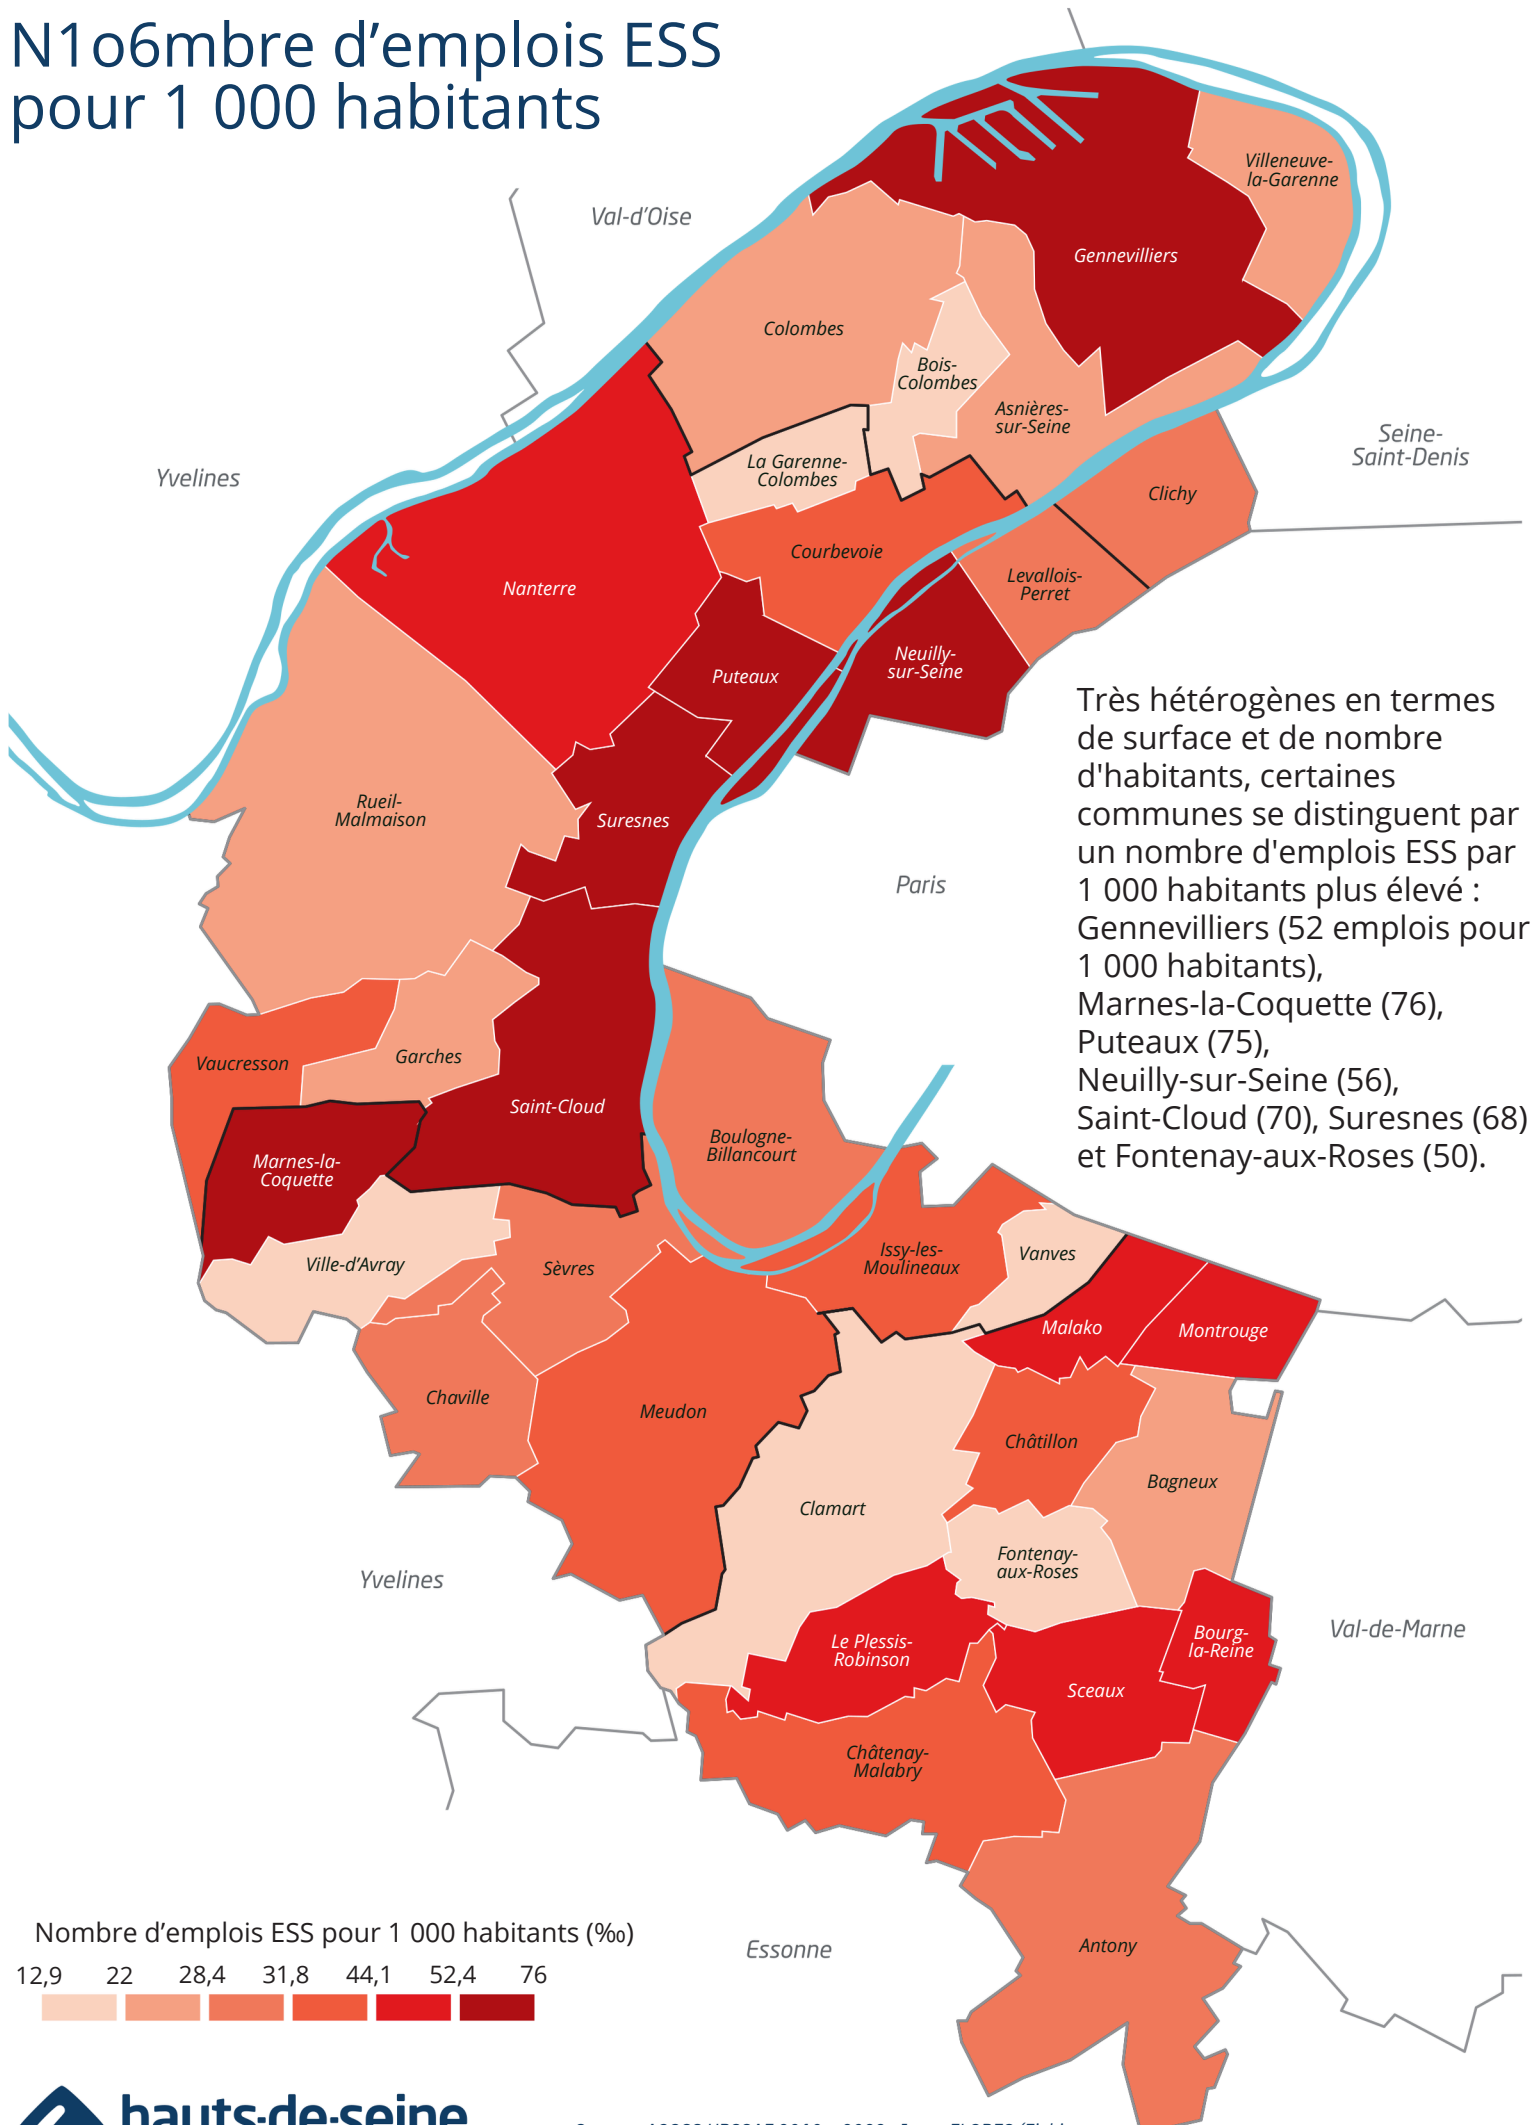 N1o6mbre d’emplois ESS
pour 1 000 habitants
Val-d’Oise
Villeneuve-
la-Garenne
Gennevilliers
Colombes
Bois-
Colombes
Asnières-
sur-Seine
Seine-
Saint-Denis
Yvelines
La Garenne-
Colombes
Clichy
Courbevoie
Levallois-
Perret
Nanterre
Neuilly-
sur-Seine
Puteaux
Très hétérogènes en termes
de surface et de nombre
d'habitants, certaines
communes se distinguent par
un nombre d'emplois ESS par
1 000 habitants plus élevé :
Gennevilliers (52 emplois pour
1 000 habitants),
Marnes-la-Coquette (76),
Puteaux (75),
Neuilly-sur-Seine (56),
Saint-Cloud (70), Suresnes (68)
et Fontenay-aux-Roses (50).
Rueil-
Malmaison
Suresnes
Paris
Vaucresson
Garches
Saint-Cloud
Boulogne-
Billancourt
Marnes-la-
Coquette
Ville-d’Avray
Sèvres
Issy-les-
Moulineaux
Vanves
Malako
Montrouge
Chaville
Meudon
Châtillon
Bagneux
Clamart
Fontenay-
aux-Roses
Yvelines
Le Plessis-
Robinson
Bourg-
la-Reine
Val-de-Marne
Sceaux
Châtenay-
Malabry
Essonne
Antony
Nombre d’emplois ESS pour 1 000 habitants (‰)
12,9 22 28,4 31,8 44,1 52,4 76
hauts-de-seine